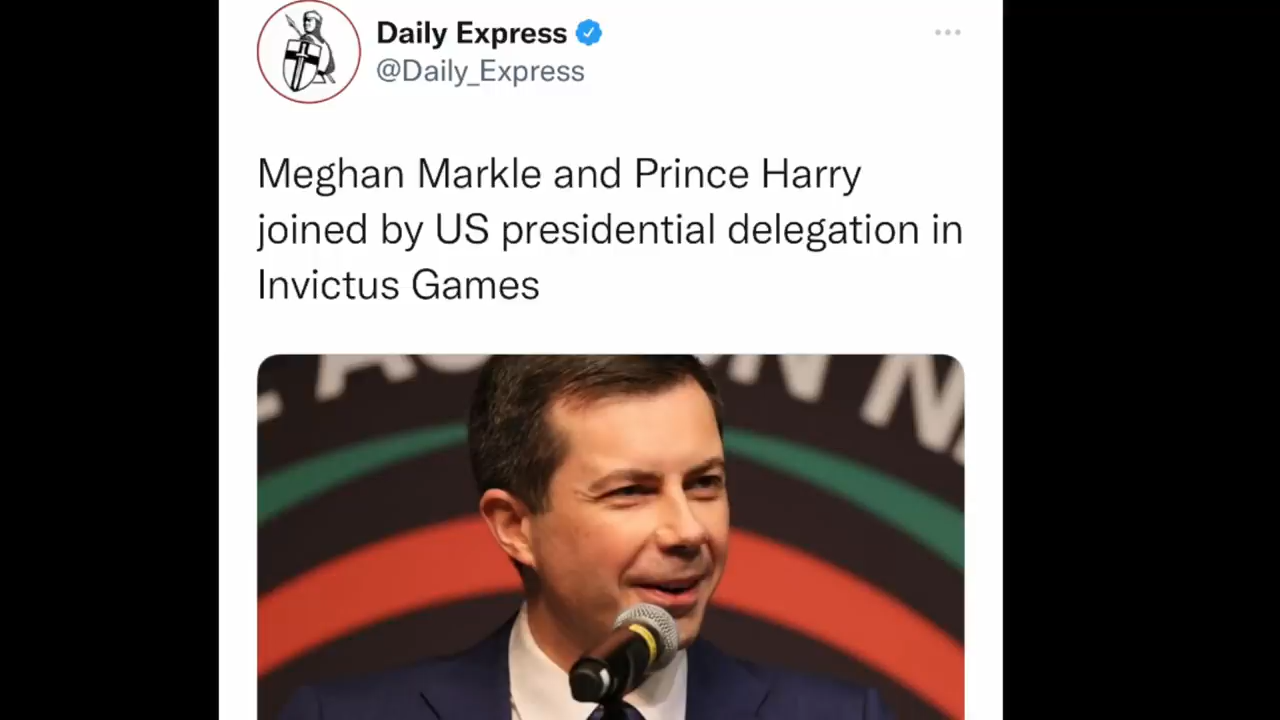 Daily Express
@Daily_Express
Meghan Markle and Prince Harry
joined by US presidential delegation in
Invictus Games